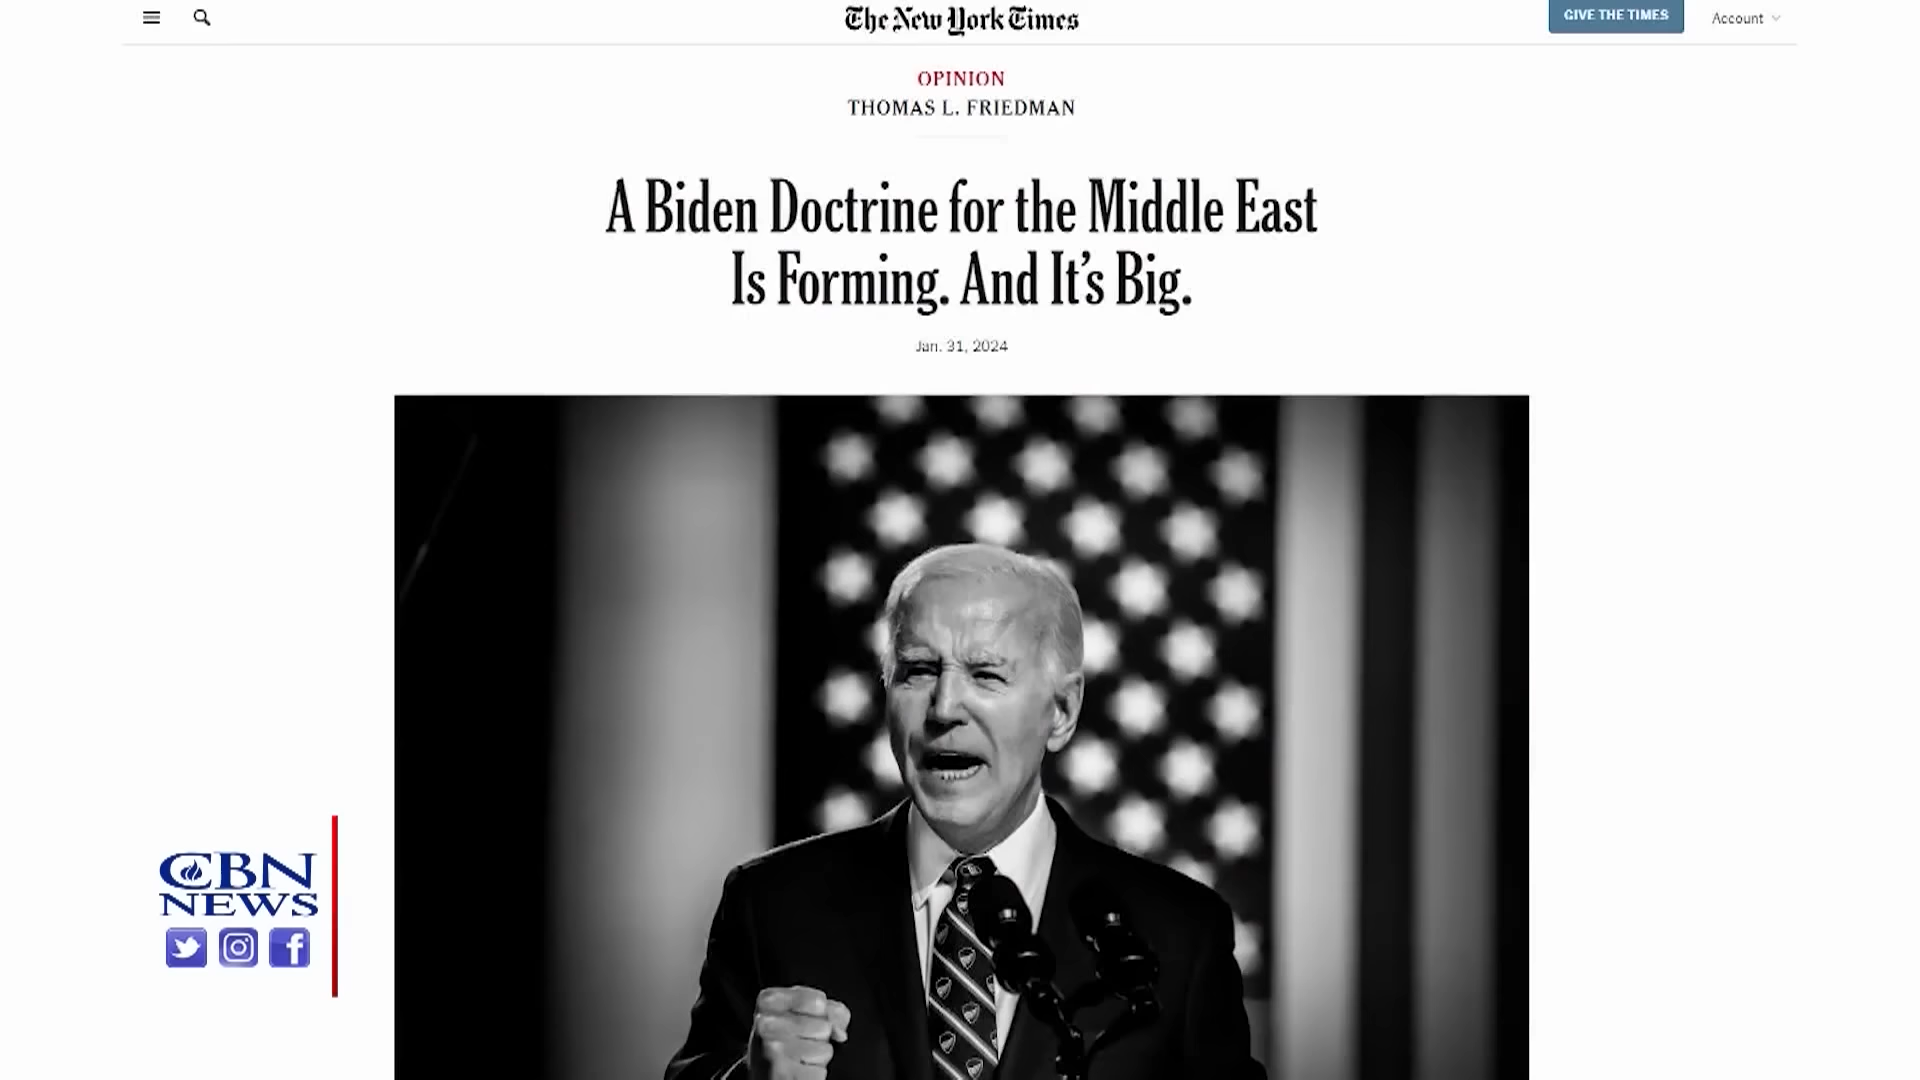 The New York Times
GIVE THE TIMES
Account
OPINION
THOMAS L. FRIEDMAN
A Biden Doctrine for the Middle East
Is Forming. And It's Big.
Jan. 31, 2024
CBN
NEWS